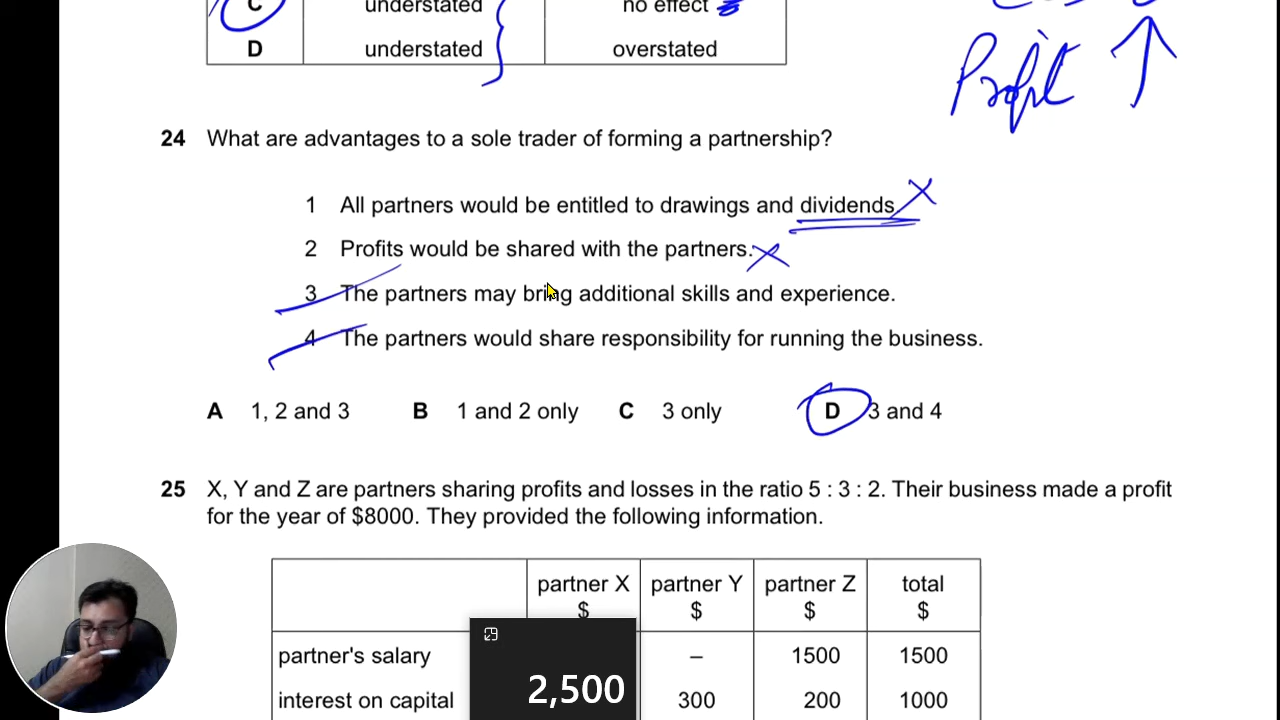 C understated no effect
D understated overstated
Profit ↑
24 What are advantages to a sole trader of forming a partnership?
1 All partners would be entitled to drawings and dividends
2 Profits would be shared with the partners.
3 The partners may bring additional skills and experience.
4 The partners would share responsibility for running the business.
A 1, 2 and 3 B 1 and 2 only C 3 only D 3 and 4
25 X, Y and Z are partners sharing profits and losses in the ratio 5 : 3 : 2. Their business made a profit
for the year of $8000. They provided the following information.
partner X partner Y partner Z total
$ $ $ $
partner's salary – 1500 1500
interest on capital 300 200 1000
2,500